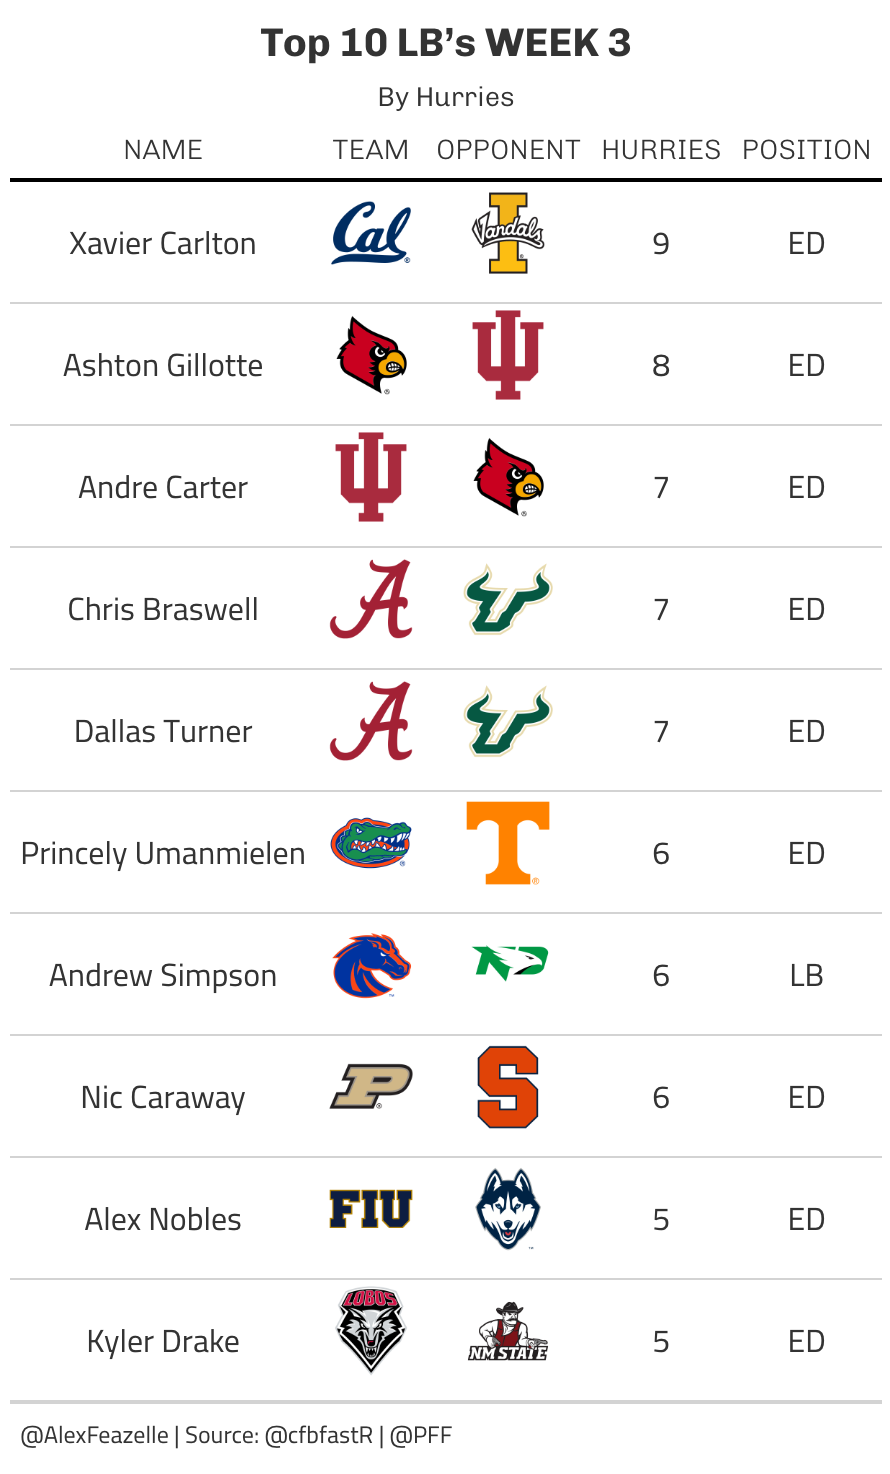 Top 10 LB’s WEEK 3
By Hurries
NAME TEAM OPPONENT HURRIES POSITION
Xavier Carlton Cal Vandals I 9 ED
Ashton Gillotte 8 ED
Andre Carter 7 ED
Chris Braswell A 7 ED
Dallas Turner A 7 ED
Princely Umanmielen T 6 ED
Andrew Simpson ND 6 LB
Nic Caraway P S 6 ED
Alex Nobles FIU 5 ED
Kyler Drake LOBOS NM STATE 5 ED
@AlexFeazelle | Source: @cfbfastR | @PFF